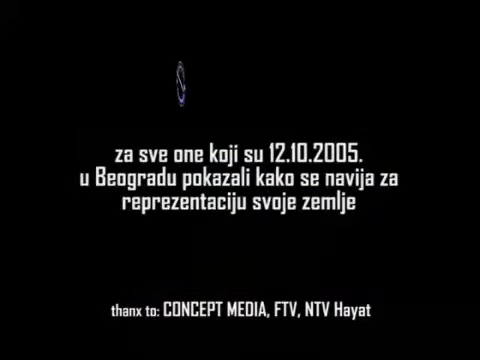 za sve one koji su 12.10.2005.
u Beogradu pokazali kako se navija za
reprezentaciju svoje zemlje
thanx to: CONCEPT MEDIA, FTV, NTV Hayat